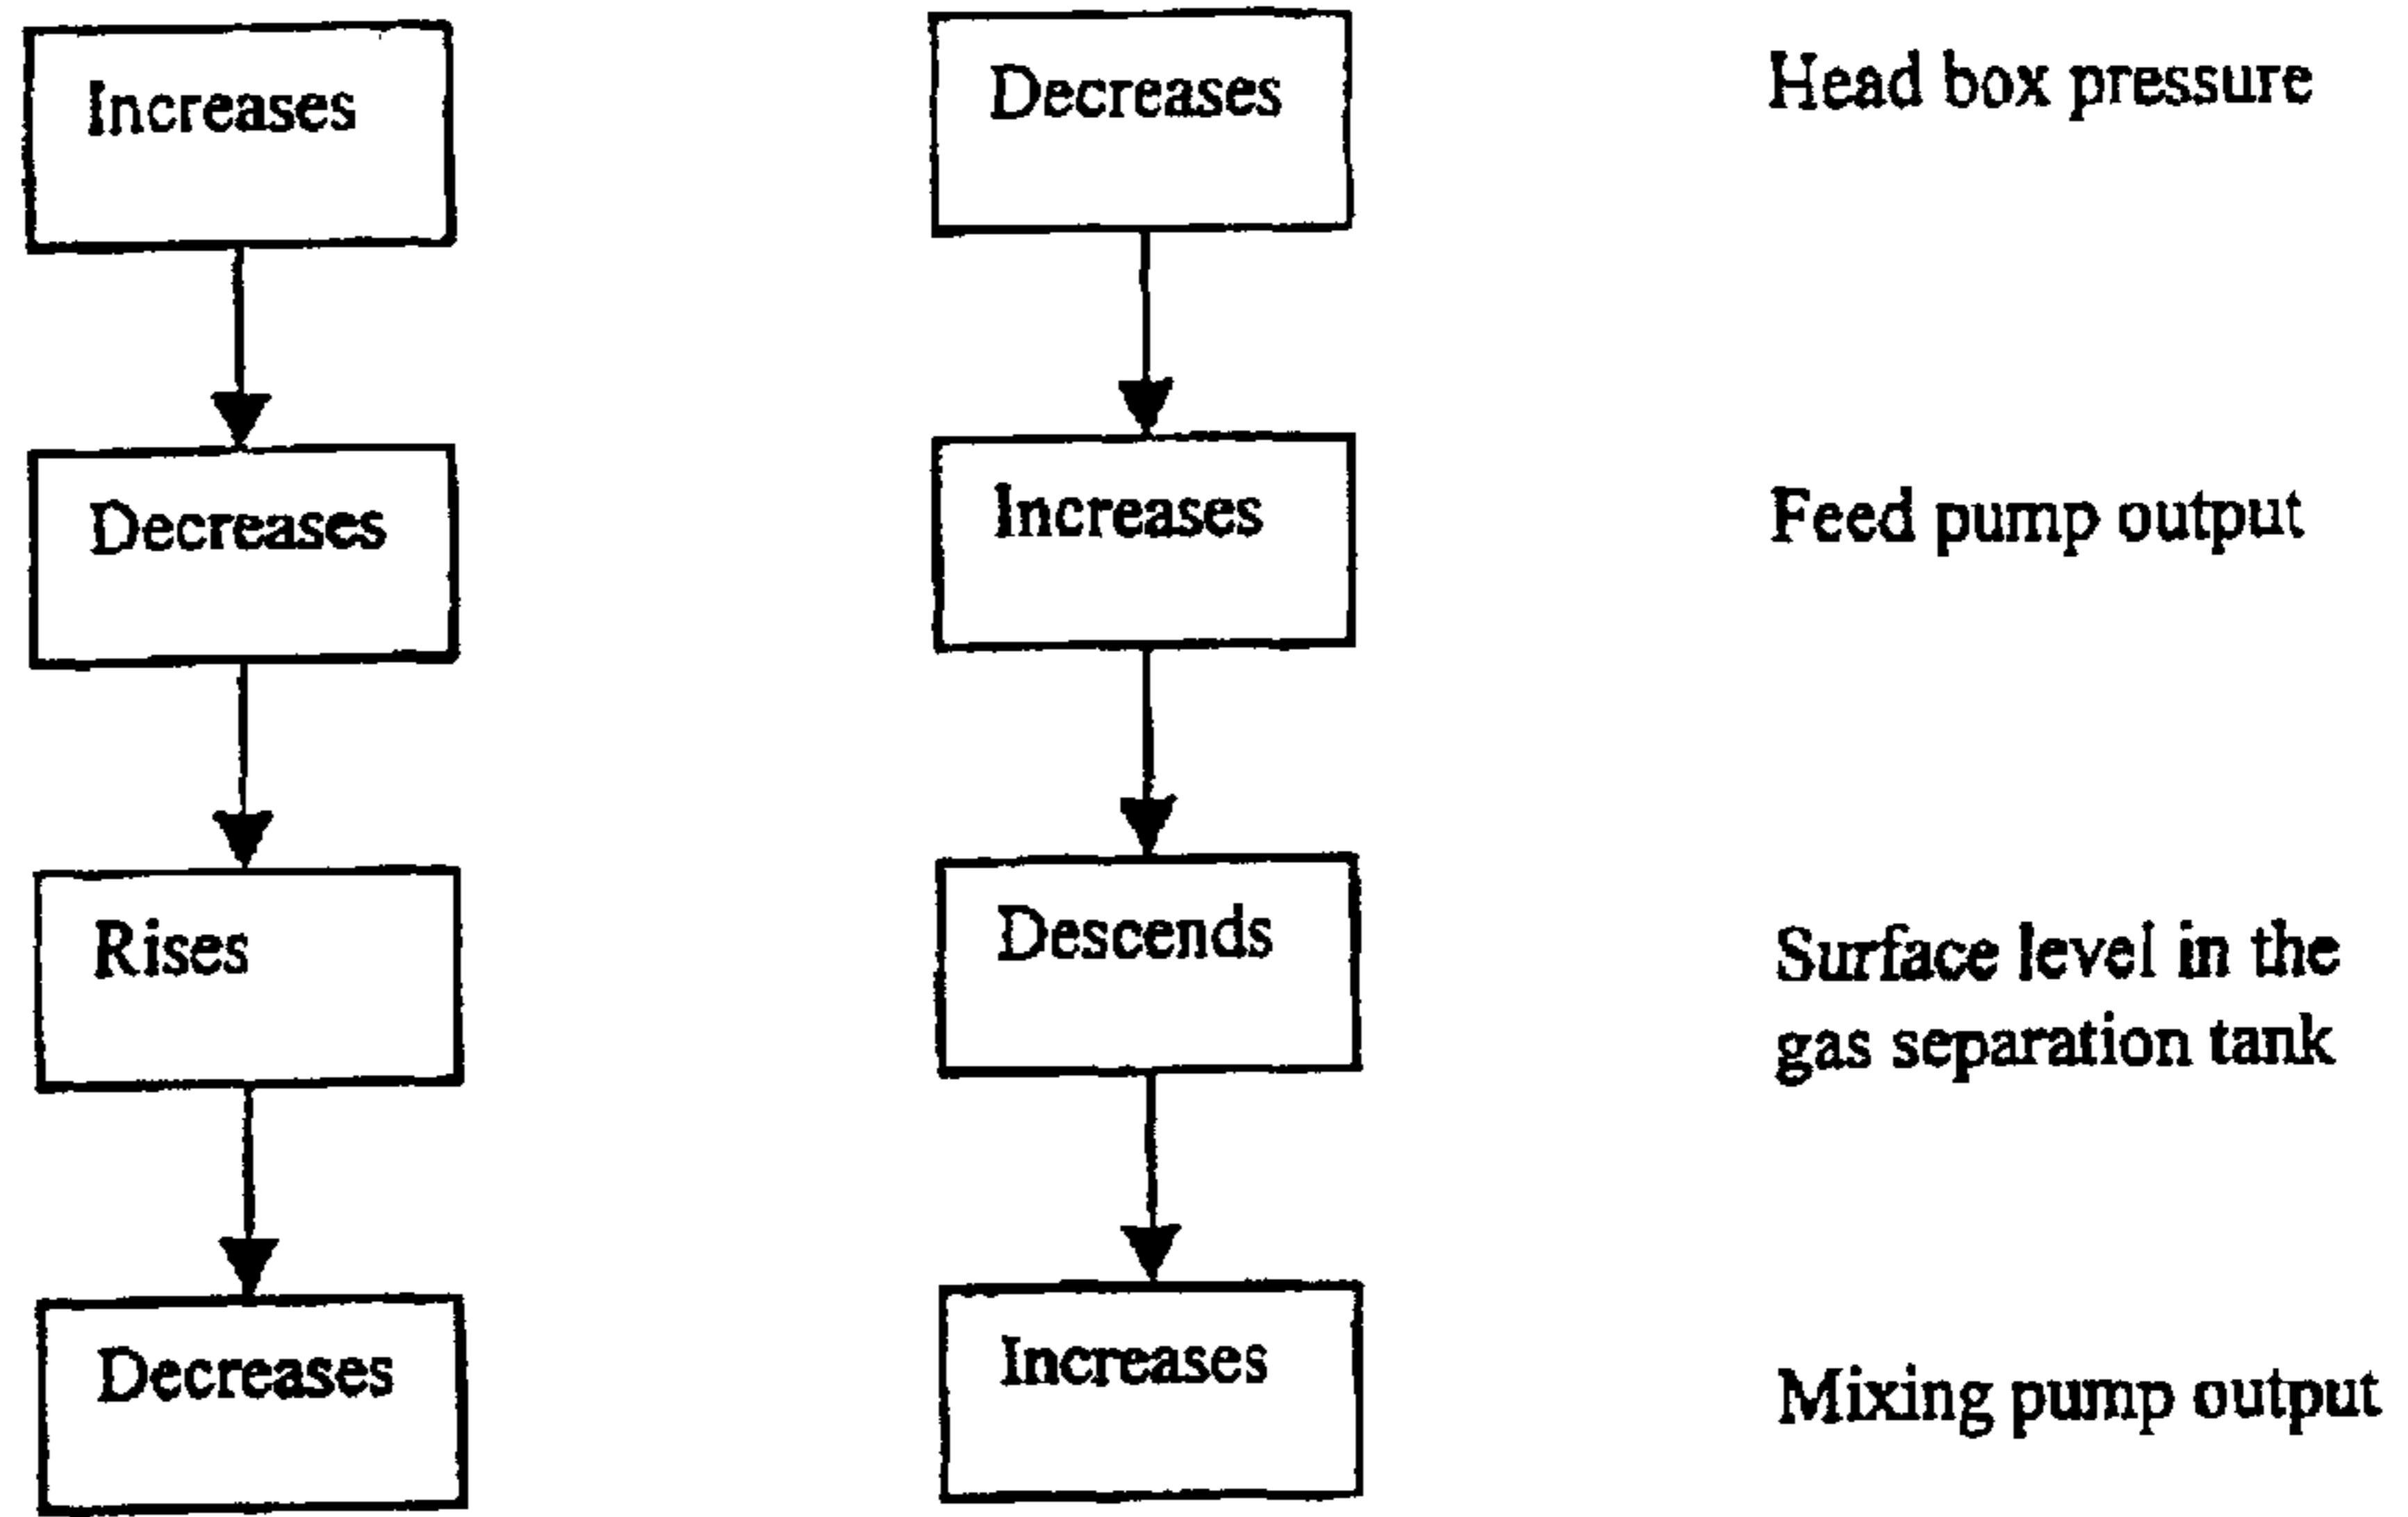 Increases
Decreases
Head box pressure
Decreases
Increases
Feed pump output
Rises
Descends
Surface level in the
gas separation tank
Decreases
Increases
Mixing pump output